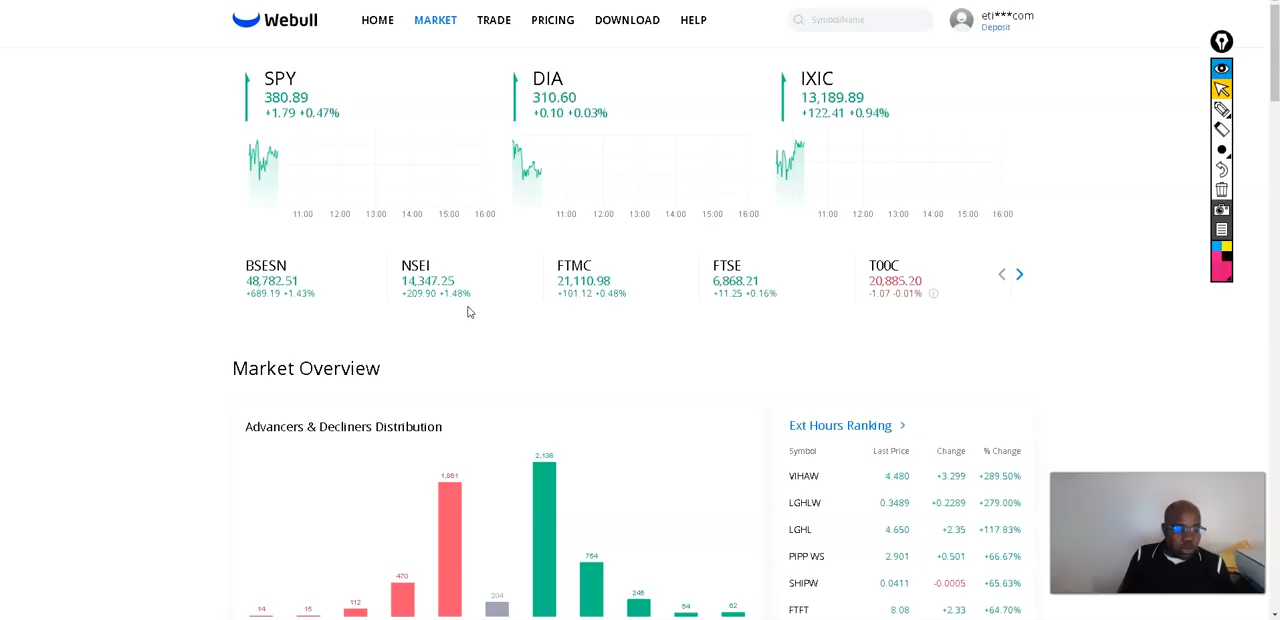 Webull HOME MARKET TRADE PRICING DOWNLOAD HELP Symbol/Name eti***com
Deposit
SPY DIA IXIC
380.89 310.60 13,189.89
+1.79 +0.47% +0.10 +0.03% +122.41 +0.94%
11:00 12:00 13:00 14:00 15:00 16:00 11:00 12:00 13:00 14:00 15:00 16:00 11:00 12:00 13:00 14:00 15:00 16:00
BSESN NSEI FTMC FTSE T00C
48,782.51 14,347.25 21,110.98 6,868.21 20,885.20
+689.19 +1.43% +209.90 +1.48% +101.12 +0.48% +11.25 +0.16% -1.07 -0.01%
Market Overview
Advancers & Decliners Distribution
14 15 112 470 1,861 204 2,138 754 246 54 62
Ext Hours Ranking >
Symbol Last Price Change % Change
VIHAW 4.480 +3.299 +289.50%
LGHLW 0.3489 +0.2289 +279.00%
LGHL 4.650 +2.35 +117.83%
PIPP WS 2.901 +0.501 +66.67%
SHIPW 0.0411 -0.0005 +65.63%
FTFT 8.08 +2.33 +64.70%